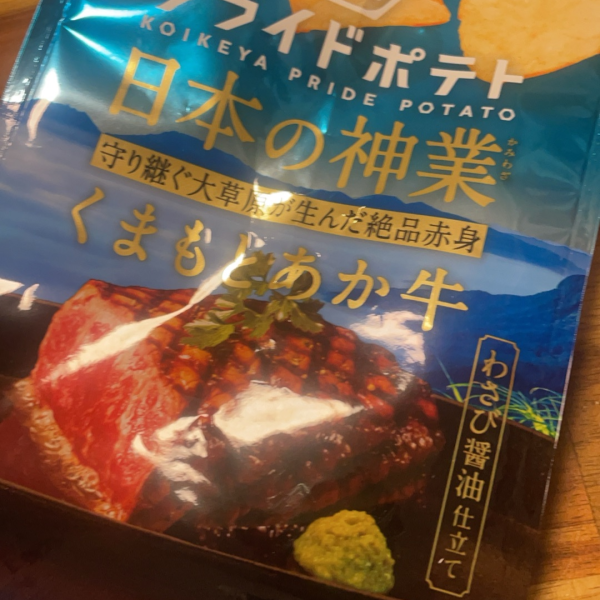 プライドポテト
KOIKEYA PRIDE POTATO
日本の神業
かみわざ
守り継ぐ大草原が生んだ絶品赤身
くまもとあか牛
わさび醤油仕立て